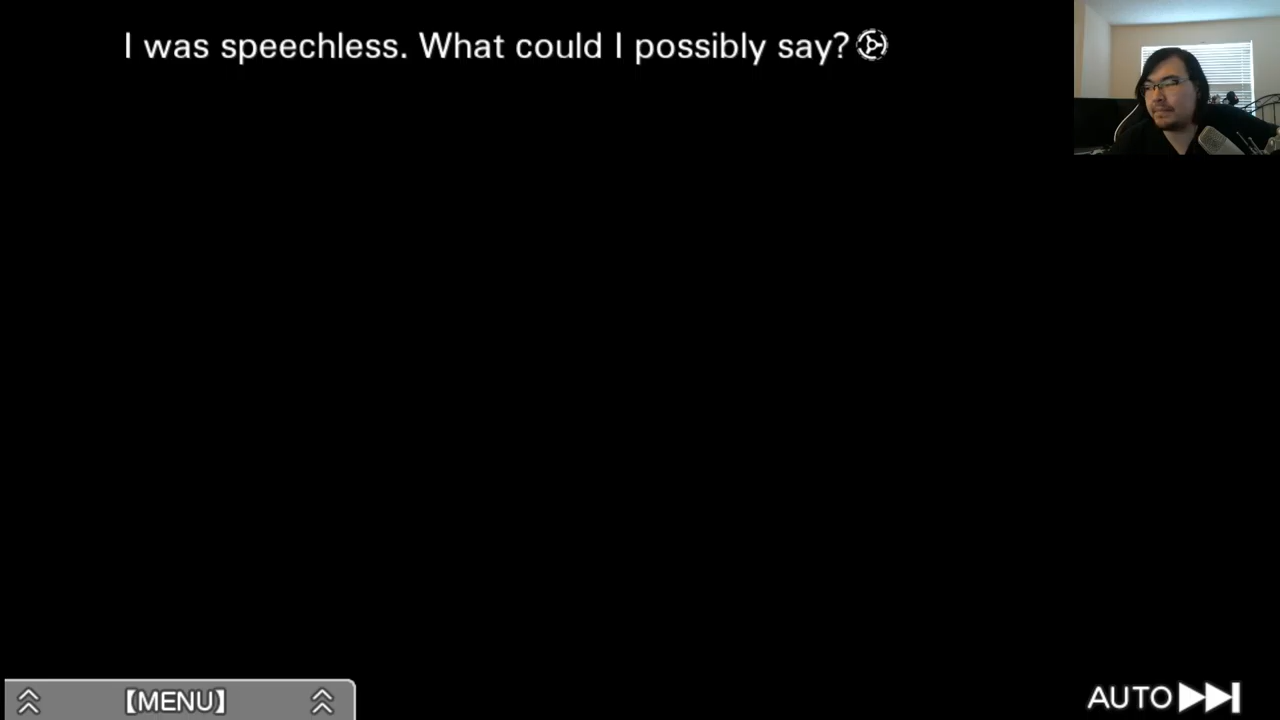 I was speechless. What could I possibly say?
【MENU】
AUTO